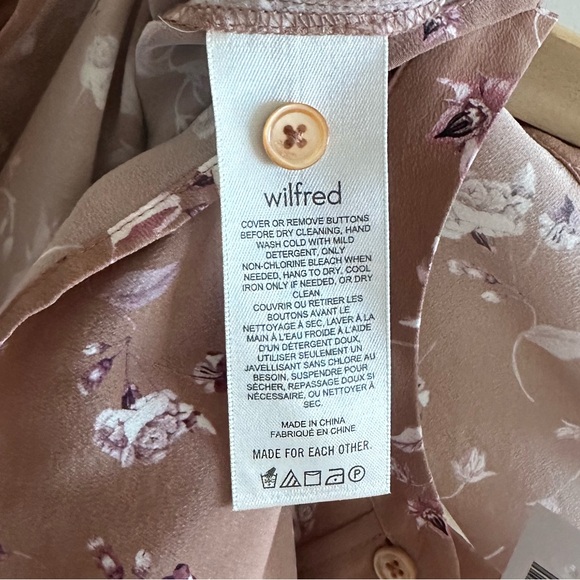 wilfred
COVER OR REMOVE BUTTONS
BEFORE DRY CLEANING, HAND
WASH COLD WITH MILD
DETERGENT, ONLY
NON-CHLORINE BLEACH WHEN
NEEDED, HANG TO DRY, COOL
IRON ONLY IF NEEDED, OR DRY
CLEAN.
COUVRIR OU RETIRER LES
BOUTONS AVANT LE
NETTOYAGE À SEC, LAVER À LA
MAIN À L'EAU FROIDE À L'AIDE
D'UN DÉTERGENT DOUX,
UTILISER SEULEMENT UN
JAVELLISANT SANS CHLORE AU
BESOIN, SUSPENDRE POUR
SÉCHER, REPASSAGE DOUX SI
NÉCESSAIRE, OU NETTOYER À
SEC.
MADE IN CHINA
FABRIQUÉ EN CHINE
MADE FOR EACH OTHER.
P